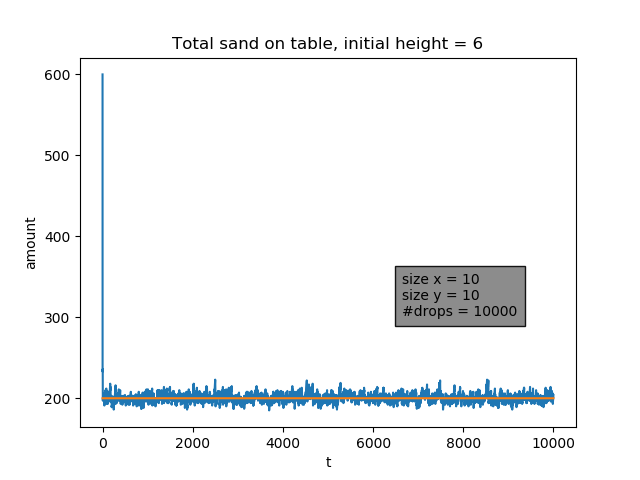 Total sand on table, initial height = 6
600
500
400
300
200
amount
size x = 10
size y = 10
#drops = 10000
0 2000 4000 6000 8000 10000
t